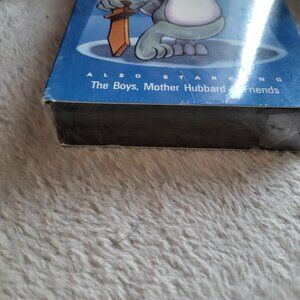 ALSO STARRING
The Boys, Mother Hubbard & Friends